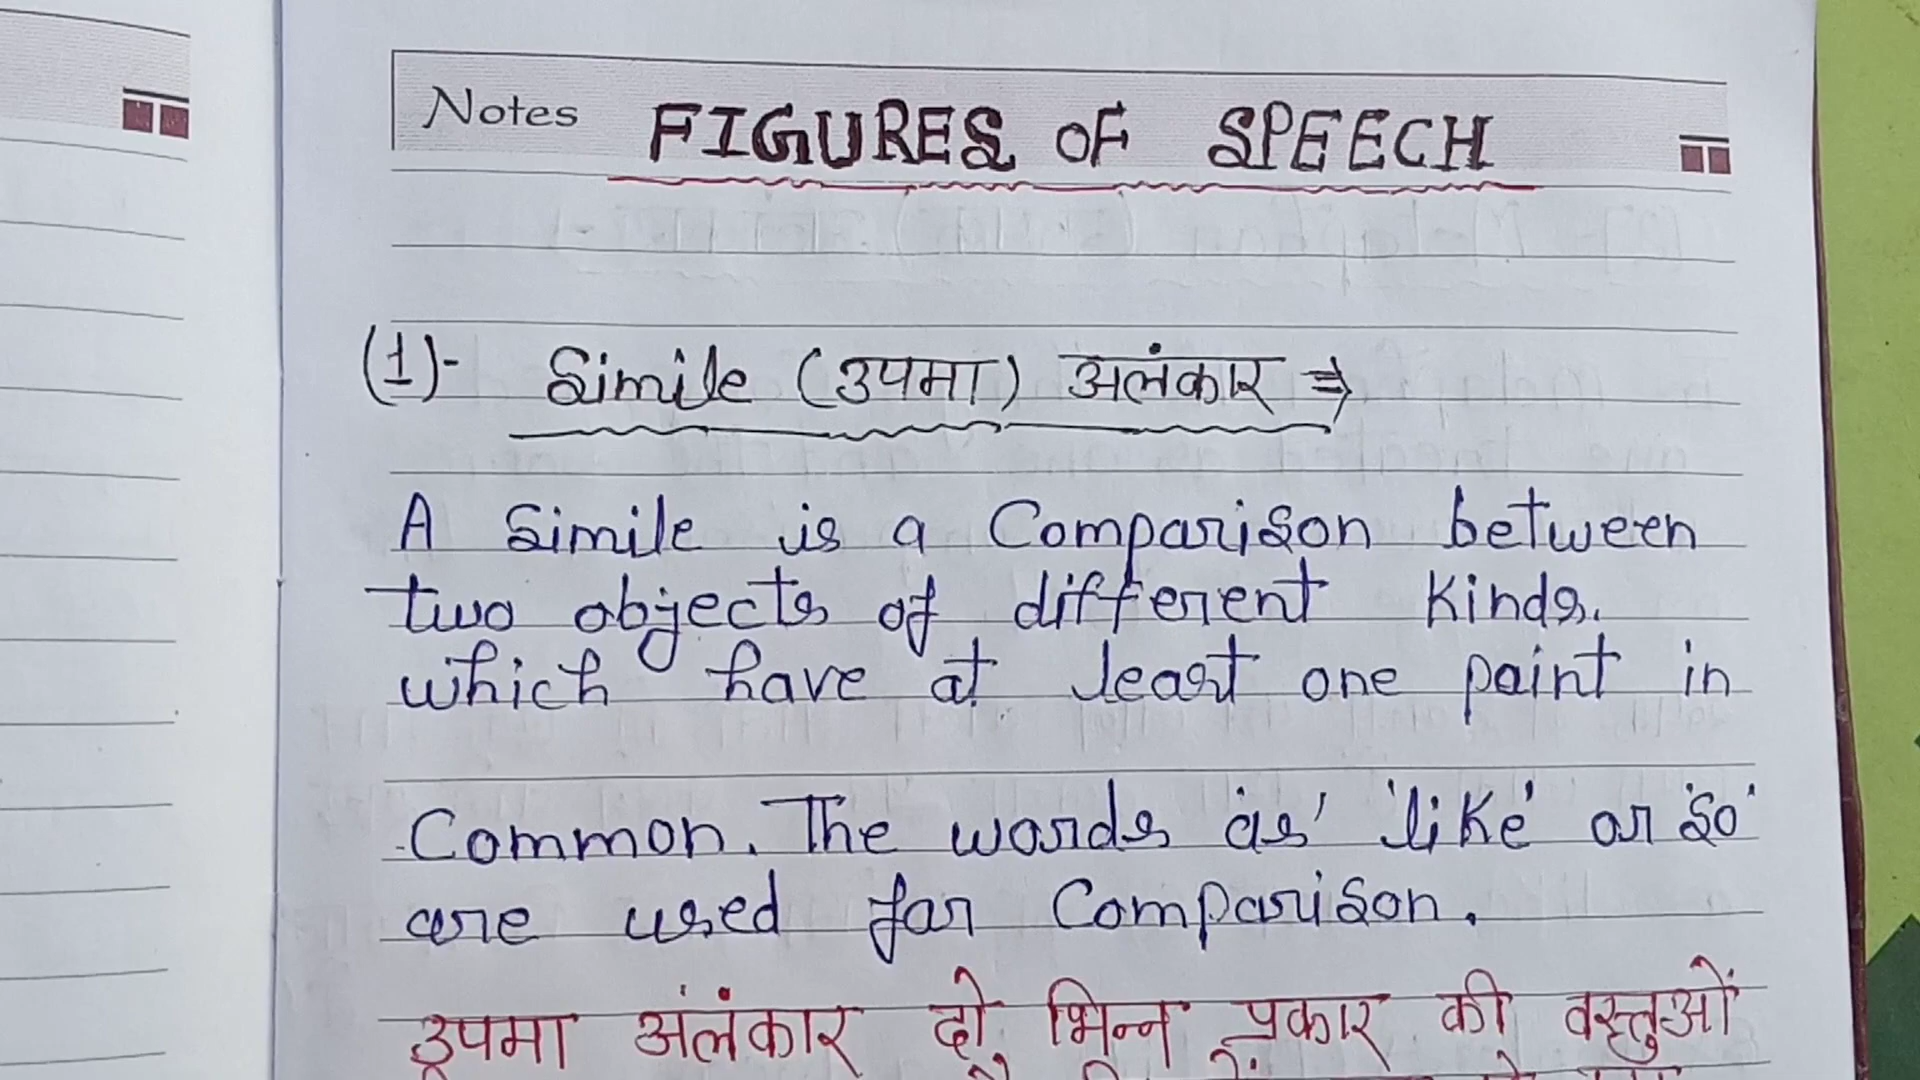 Notes FIGURES OF SPEECH
(1)- Simile (उपमा) अलंकार ⇒
A Simile is a Comparison between
two objects of different Kinds.
which have at least one point in
Common. The words 'as' 'like' or 'so'
are used for Comparison.
उपमा अलंकार दो भिन्न प्रकार की वस्तुओं